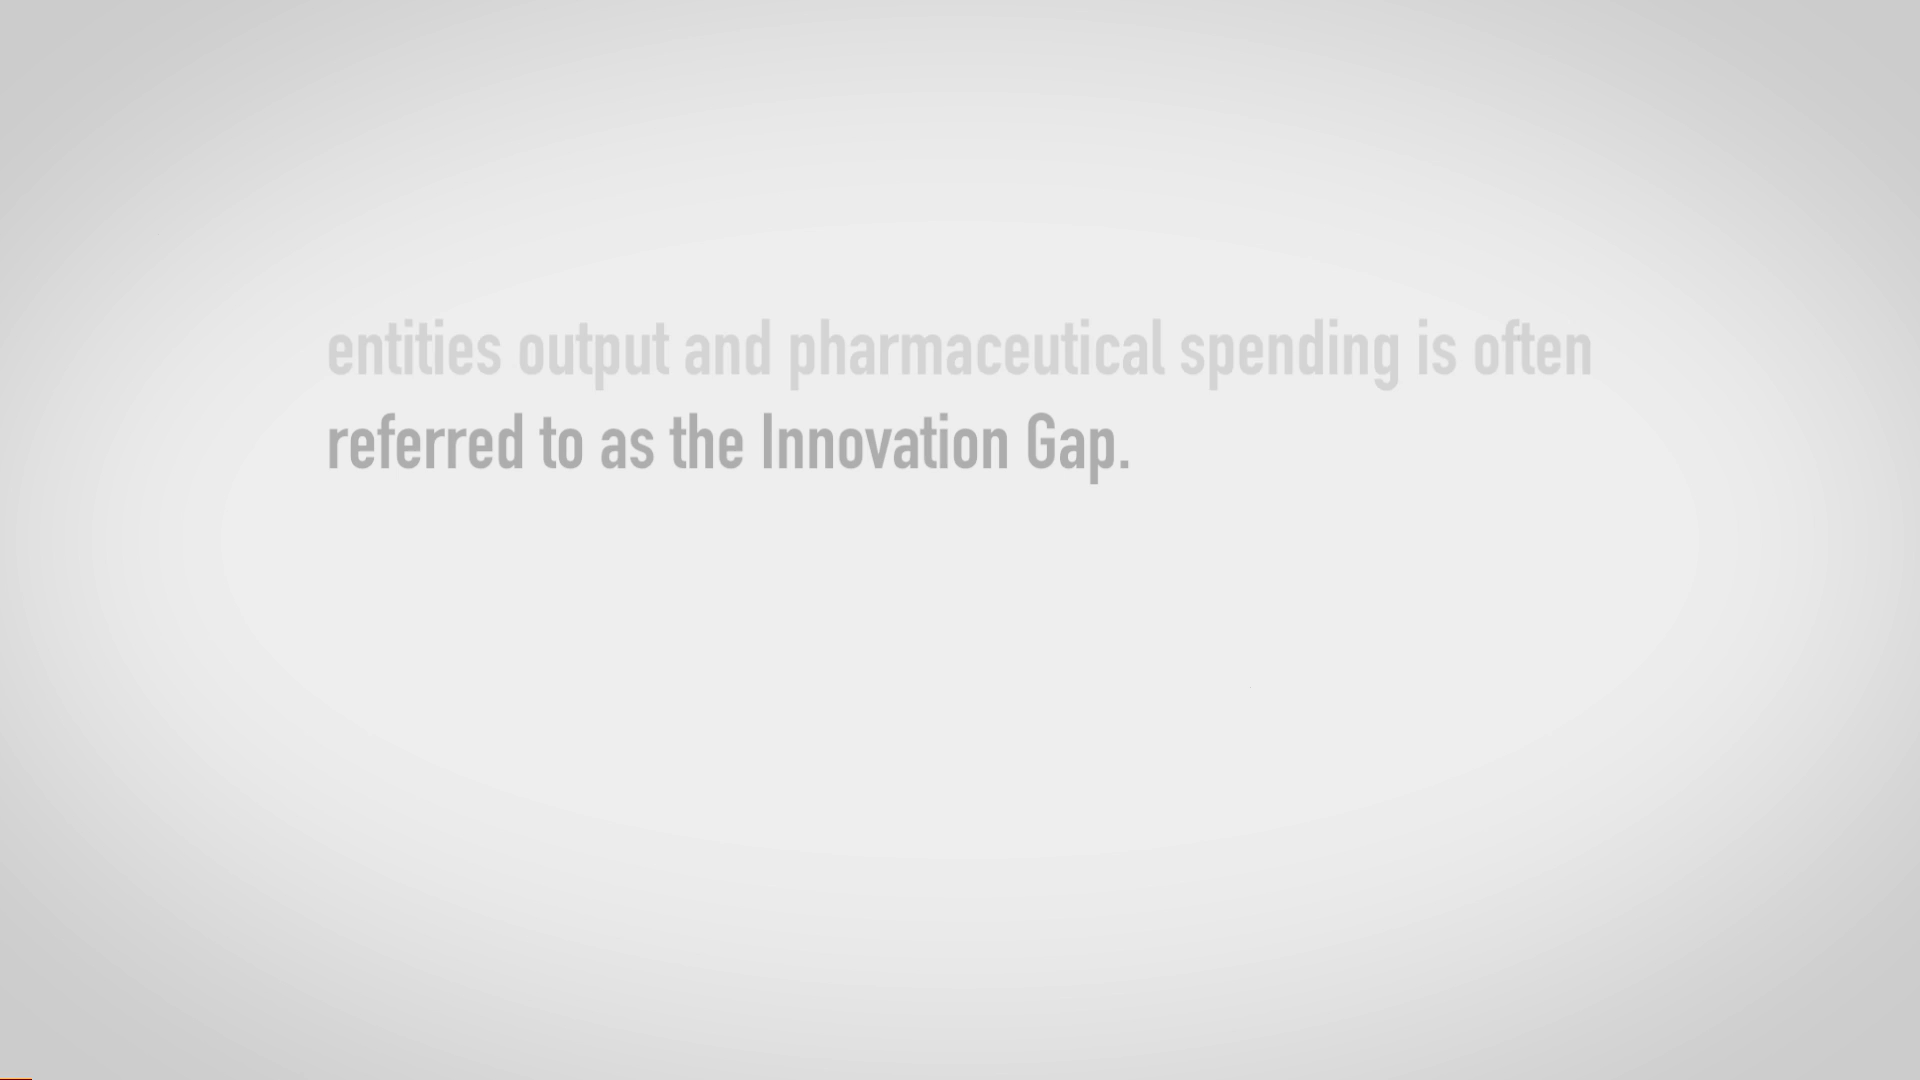 entities output and pharmaceutical spending is often
referred to as the Innovation Gap.